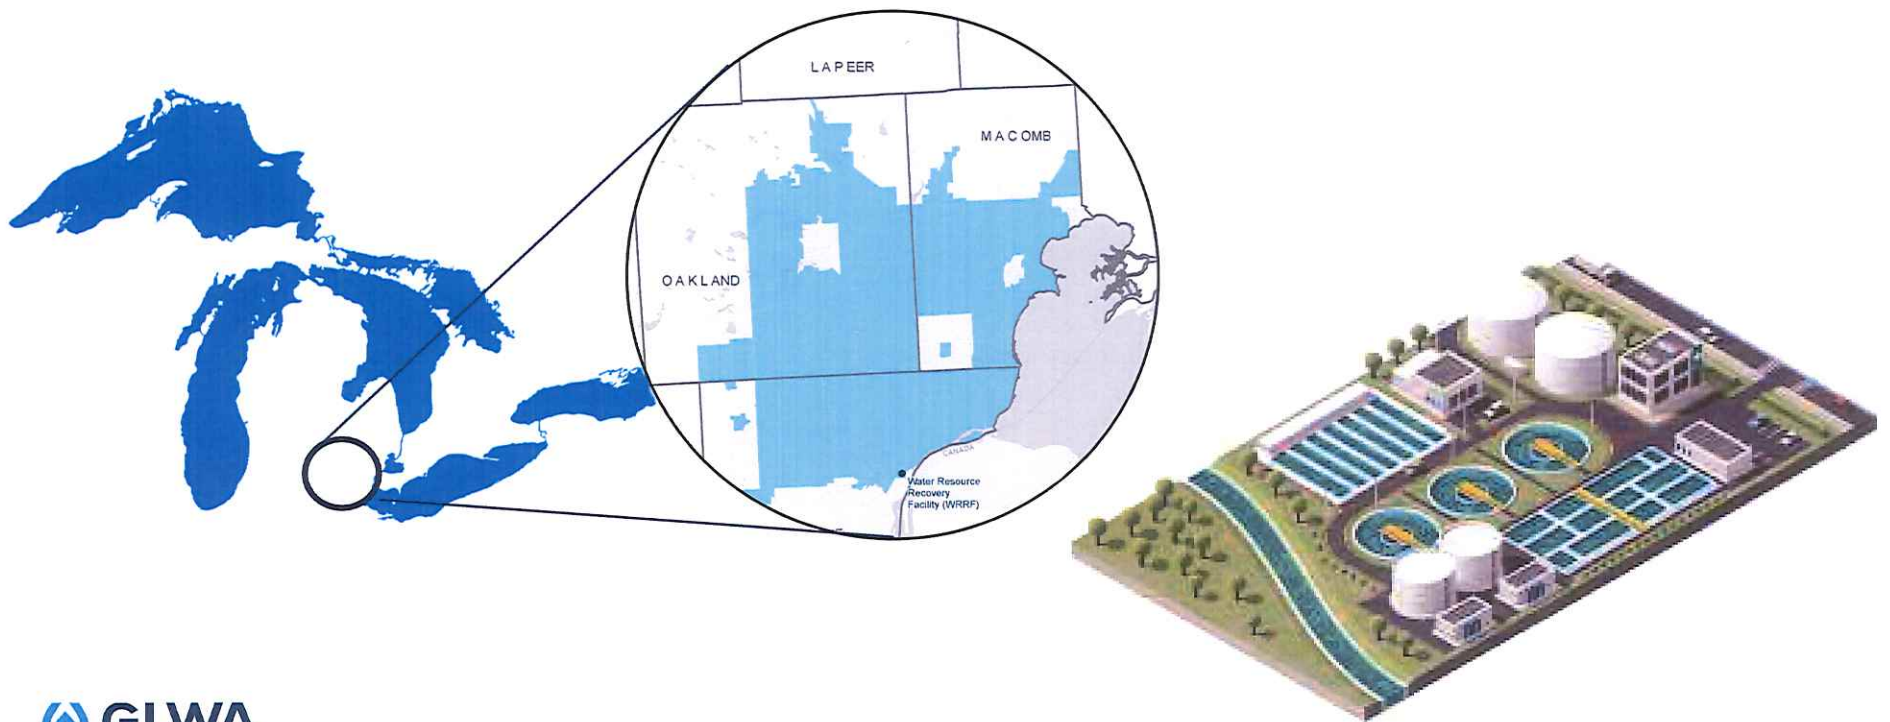 LAPEER
MACOMB
OAKLAND
CANADA
Water Resource
Recovery
Facility (WRRF)
GLWA